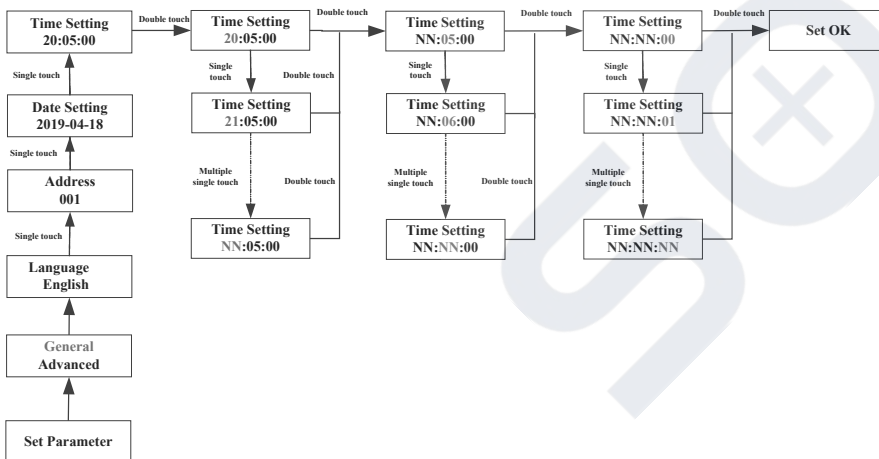 Time Setting
20:05:00
Double touch
Time Setting
20:05:00
Double touch
Time Setting
NN:05:00
Double touch
Time Setting
NN:NN:00
Double touch
Set OK
Single touch
Single
touch
Double touch
Single
touch
Single
touch
Date Setting
2019-04-18
Time Setting
21:05:00
Time Setting
NN:06:00
Time Setting
NN:NN:01
Single touch
Address
001
Multiple
single touch
Double touch
Multiple
single touch
Double touch
Multiple
single touch
Single touch
Time Setting
NN:05:00
Time Setting
NN:NN:00
Time Setting
NN:NN:NN
Language
English
General
Advanced
Set Parameter